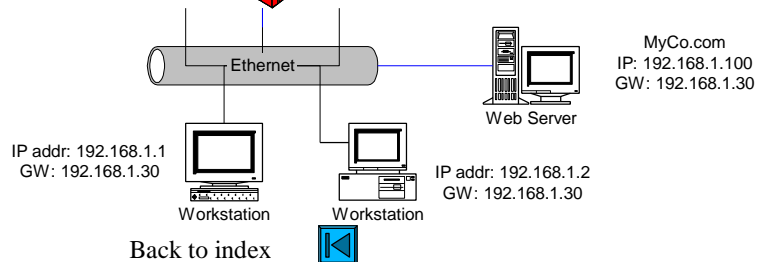 Ethernet
MyCo.com
IP: 192.168.1.100
GW: 192.168.1.30
Web Server
IP addr: 192.168.1.1
GW: 192.168.1.30
IP addr: 192.168.1.2
GW: 192.168.1.30
Workstation
Workstation
Back to index